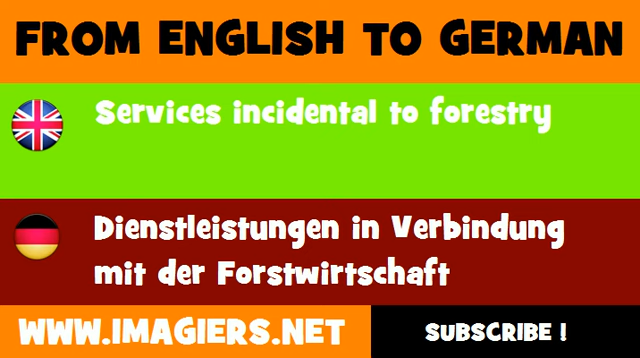 FROM ENGLISH TO GERMAN
Services incidental to forestry
Dienstleistungen in Verbindung
mit der Forstwirtschaft
WWW.IMAGIERS.NET
SUBSCRIBE !